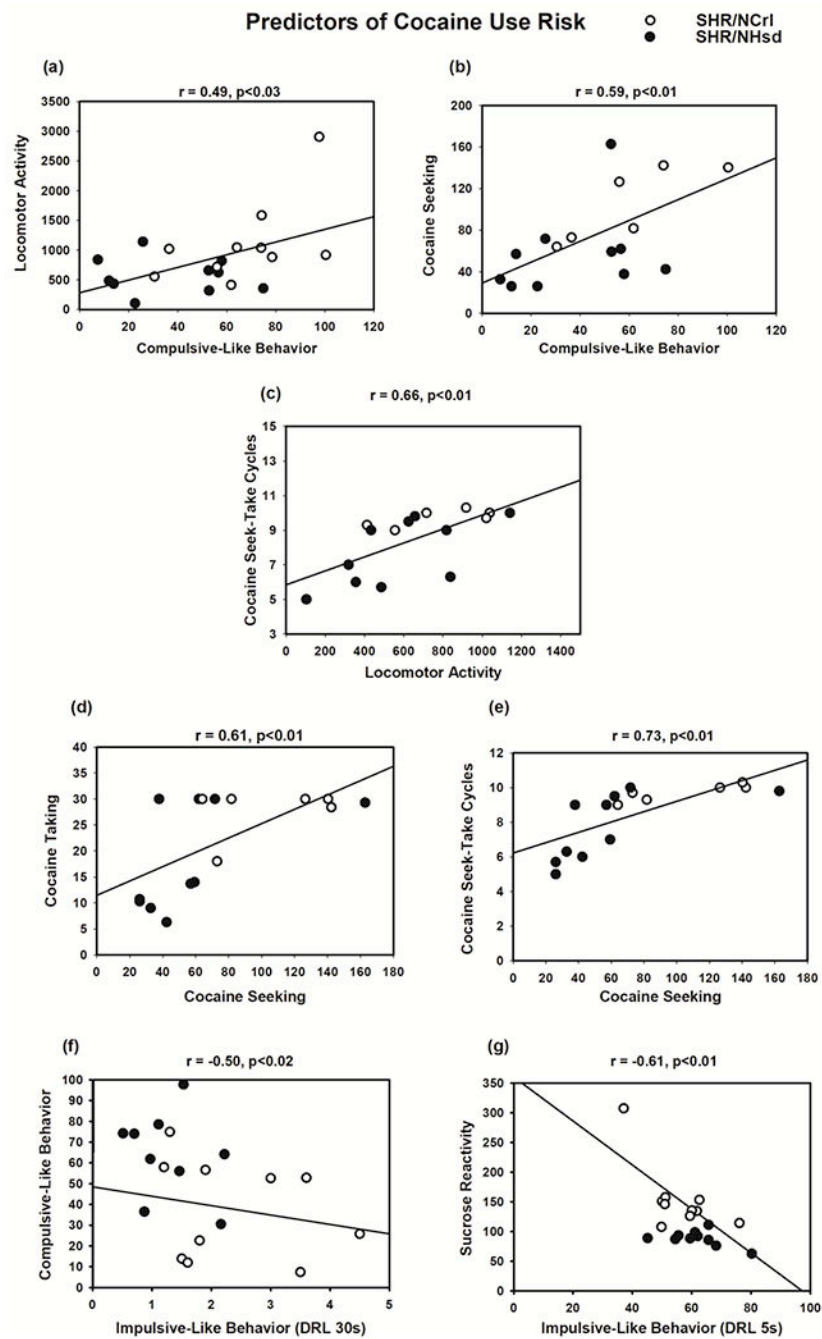 Predictors of Cocaine Use Risk
SHR/NCrl
SHR/NHsd
(a)
r = 0.49, p<0.03
Locomotor Activity
3500
3000
2500
2000
1500
1000
500
0
0 20 40 60 80 100 120
Compulsive-Like Behavior
(b)
r = 0.59, p<0.01
Cocaine Seeking
200
160
120
80
40
0
0 20 40 60 80 100 120
Compulsive-Like Behavior
(c)
r = 0.66, p<0.01
Cocaine Seek-Take Cycles
15
13
11
9
7
5
3
0 200 400 600 800 1000 1200 1400
Locomotor Activity
(d)
r = 0.61, p<0.01
Cocaine Taking
40
35
30
25
20
15
10
5
0
0 20 40 60 80 100 120 140 160 180
Cocaine Seeking
(e)
r = 0.73, p<0.01
Cocaine Seek-Take Cycles
12
10
8
6
4
2
0
0 20 40 60 80 100 120 140 160 180
Cocaine Seeking
(f)
r = -0.50, p<0.02
Compulsive-Like Behavior
100
90
80
70
60
50
40
30
20
10
0
0 1 2 3 4 5
Impulsive-Like Behavior (DRL 30s)
(g)
r = -0.61, p<0.01
Sucrose Reactivity
350
300
250
200
150
100
50
0
0 20 40 60 80 100
Impulsive-Like Behavior (DRL 5s)